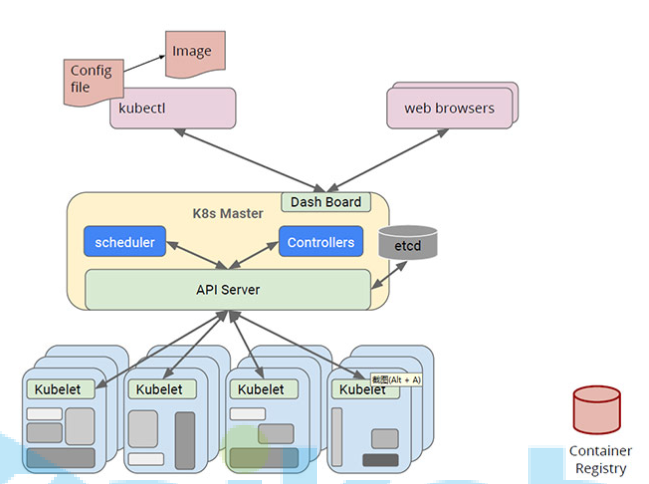 Image
Config
file
kubectl
web browsers
Dash Board
K8s Master
scheduler
Controllers
etcd
API Server
Kubelet
Kubelet
Kubelet
Kubelet
截图(Alt + A)
Container
Registry